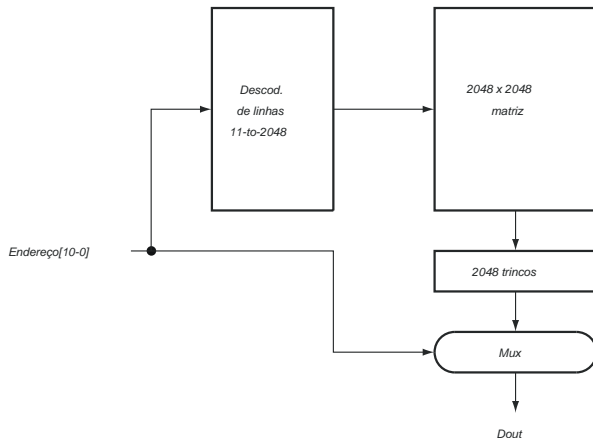 Descod.
de linhas
11-to-2048
2048 x 2048
matriz
Endereço[10-0]
2048 trincos
Mux
Dout